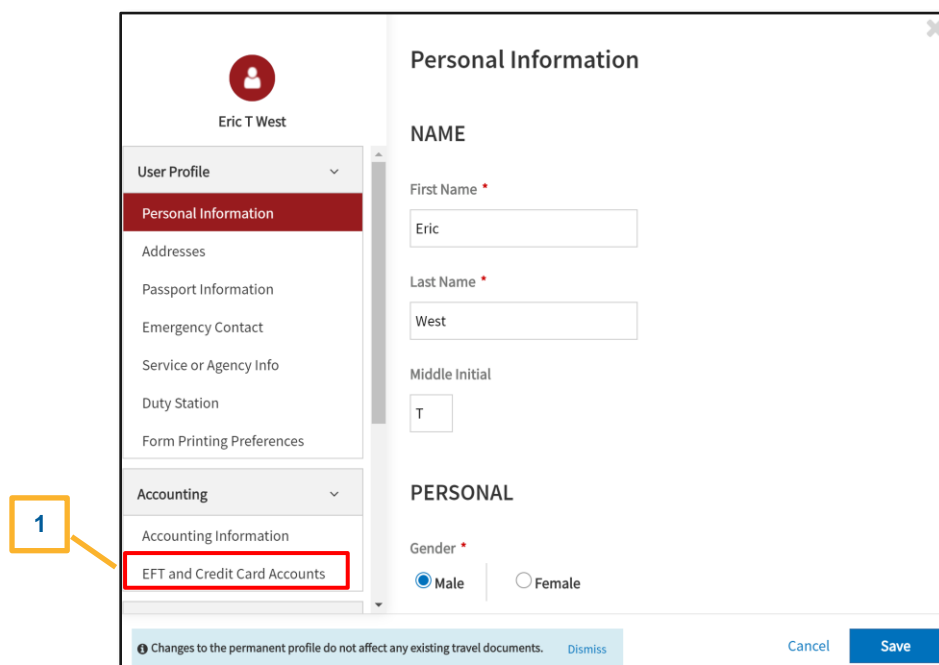 Eric T West
User Profile
Personal Information
Addresses
Passport Information
Emergency Contact
Service or Agency Info
Duty Station
Form Printing Preferences
Accounting
Accounting Information
EFT and Credit Card Accounts
1
Personal Information
NAME
First Name *
Eric
Last Name *
West
Middle Initial
T
PERSONAL
Gender *
Male Female
Changes to the permanent profile do not affect any existing travel documents. Dismiss
Cancel Save